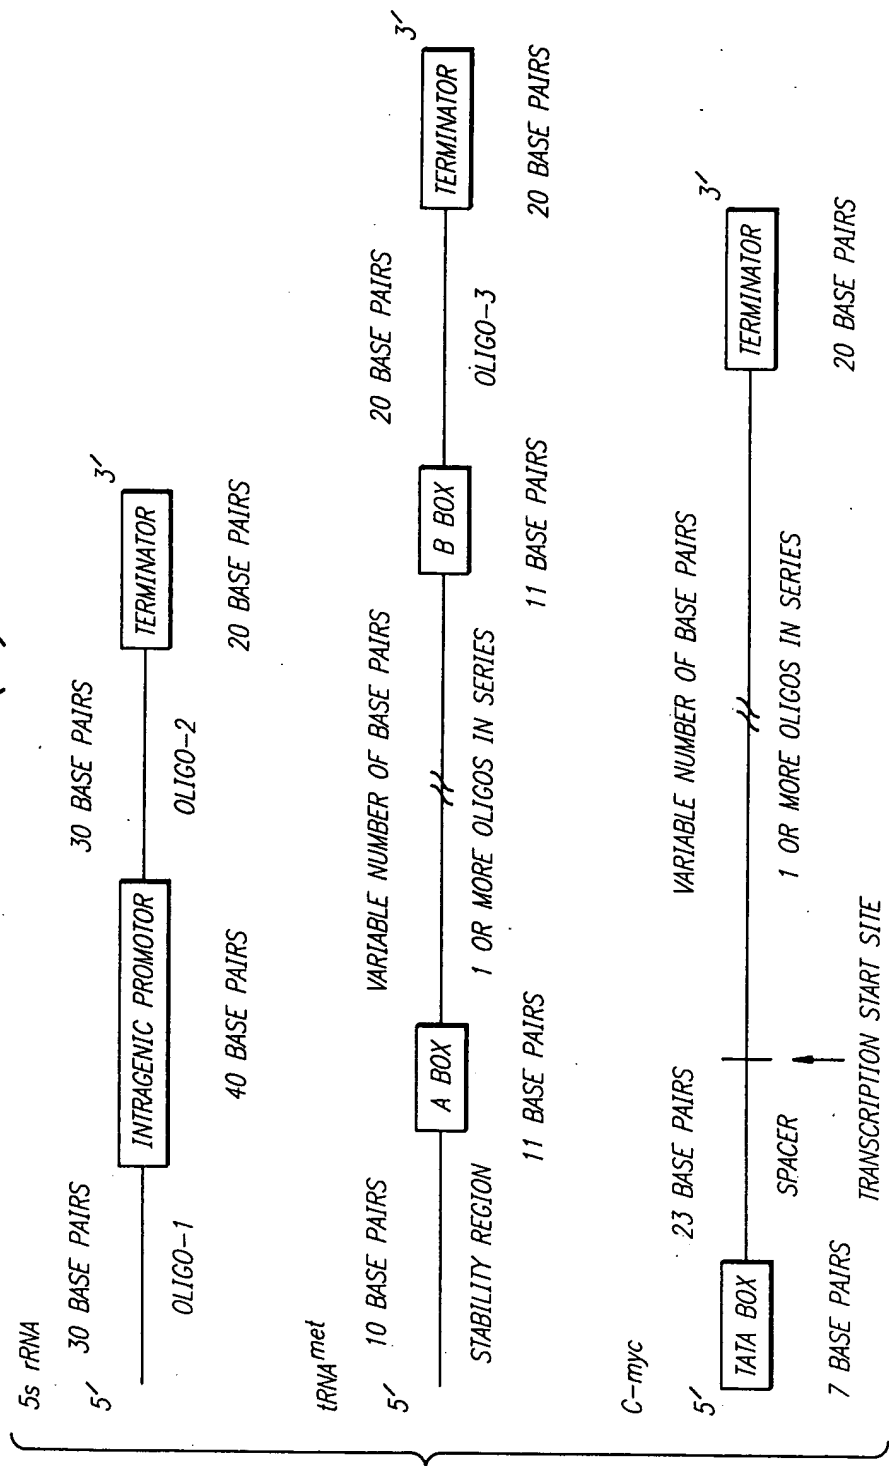 5s rRNA
5′
30 BASE PAIRS
OLIGO-1
INTRAGENIC PROMOTOR
40 BASE PAIRS
30 BASE PAIRS
OLIGO-2
TERMINATOR
3′
20 BASE PAIRS
tRNAmet
5′
10 BASE PAIRS
STABILITY REGION
A BOX
11 BASE PAIRS
VARIABLE NUMBER OF BASE PAIRS
1 OR MORE OLIGOS IN SERIES
B BOX
11 BASE PAIRS
20 BASE PAIRS
OLIGO-3
TERMINATOR
3′
20 BASE PAIRS
C-myc
5′
TATA BOX
7 BASE PAIRS
23 BASE PAIRS
SPACER
TRANSCRIPTION START SITE
VARIABLE NUMBER OF BASE PAIRS
1 OR MORE OLIGOS IN SERIES
TERMINATOR
3′
20 BASE PAIRS